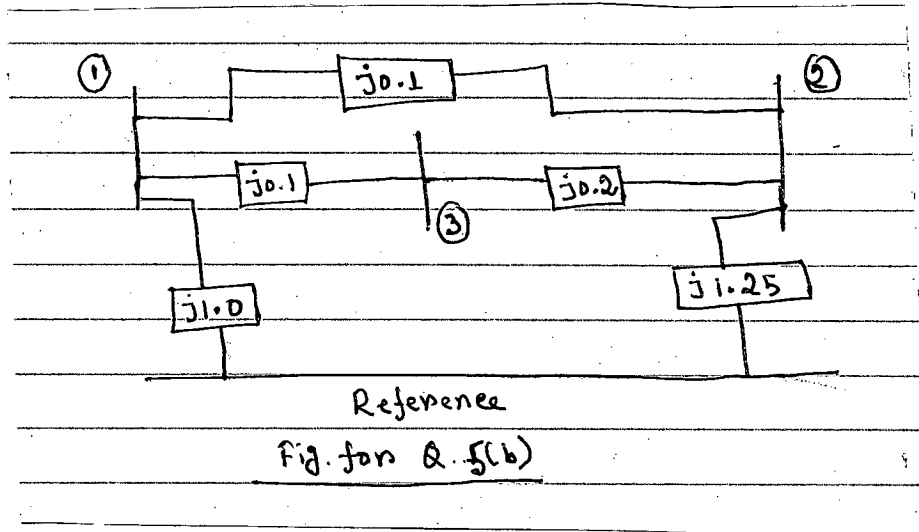 ①
j0.1
②
j0.1
j0.2
③
j1.0
j1.25
Reference
Fig. for Q. 5(b)